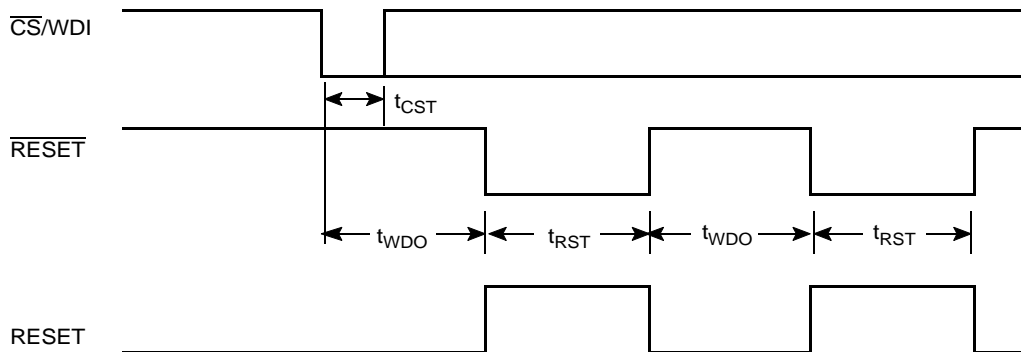 CS/WDI
tCST
RESET
tWDO tRST tWDO tRST
RESET